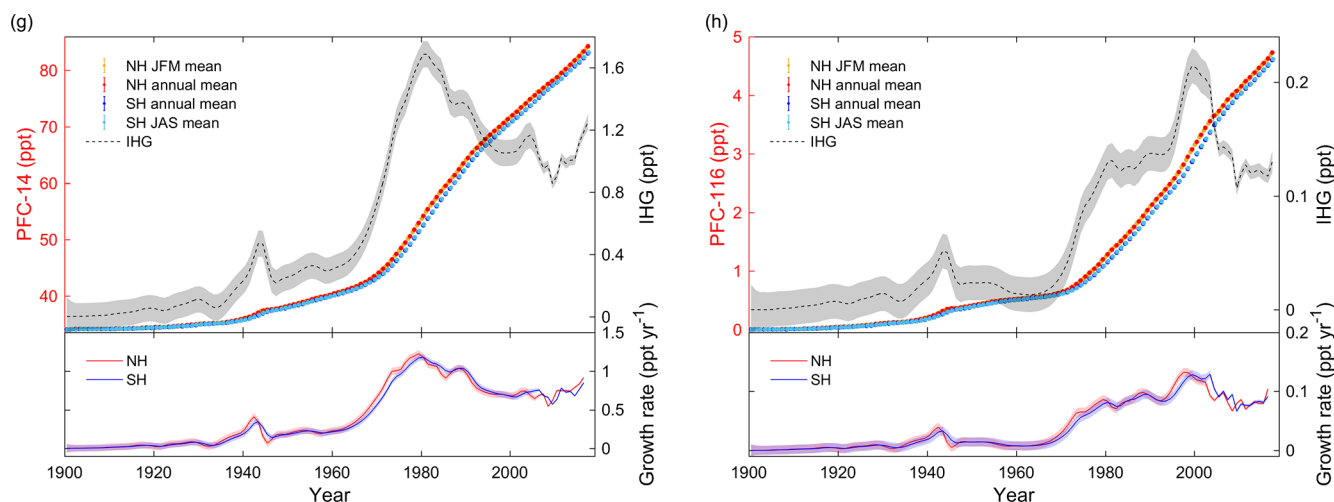 (g)
PFC-14 (ppt)
80
70
60
50
40
NH JFM mean
NH annual mean
SH annual mean
SH JAS mean
IHG
1.6
1.2
0.8
0.4
0
IHG (ppt)
NH
SH
1.5
1
0.5
0
Growth rate (ppt yr-1)
1900
1920
1940
1960
1980
2000
Year
(h)
PFC-116 (ppt)
5
4
3
2
1
0
NH JFM mean
NH annual mean
SH annual mean
SH JAS mean
IHG
0.2
0.1
0
IHG (ppt)
NH
SH
0.2
0.1
0
Growth rate (ppt yr-1)
1900
1920
1940
1960
1980
2000
Year